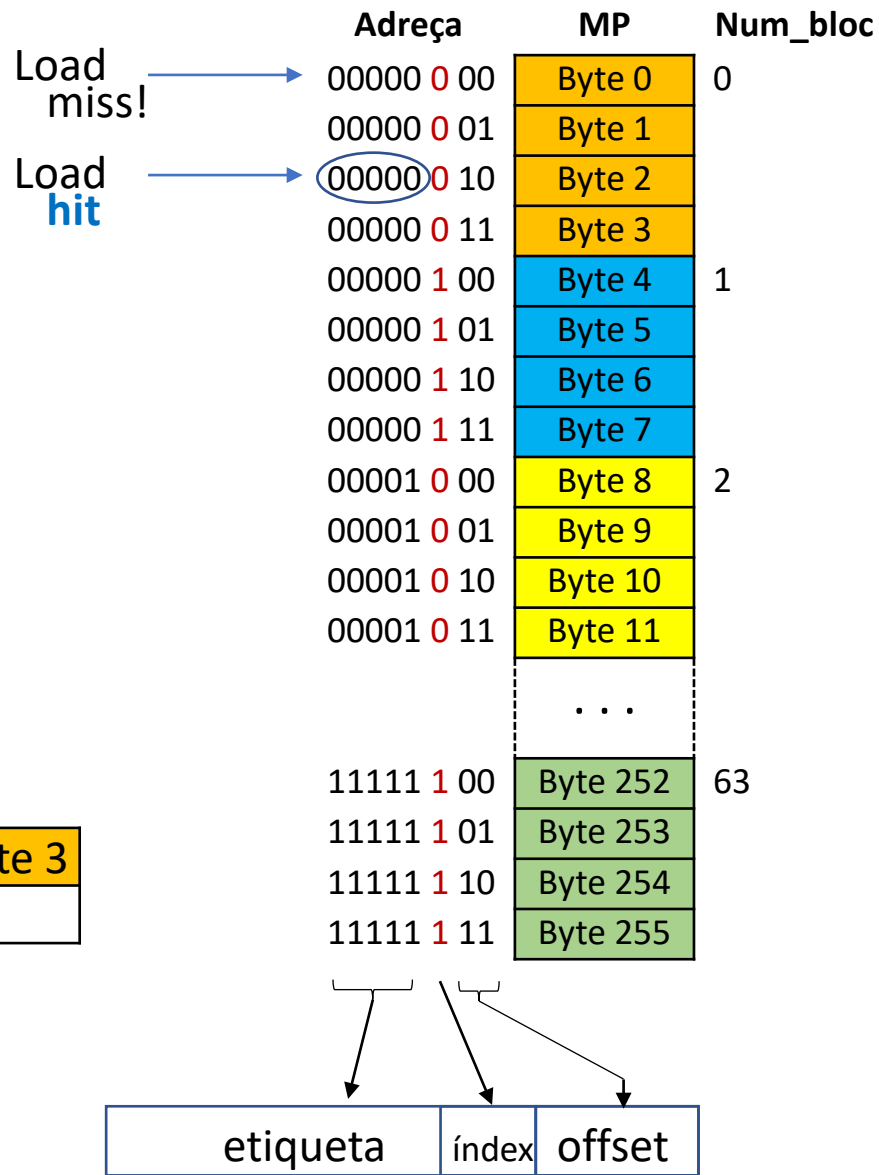 Adreça MP Num_bloc
Load miss! 00000 0 00 Byte 0 0
00000 0 01 Byte 1
Load hit 00000 0 10 Byte 2
00000 0 11 Byte 3
00000 1 00 Byte 4 1
00000 1 01 Byte 5
00000 1 10 Byte 6
00000 1 11 Byte 7
00001 0 00 Byte 8 2
00001 0 01 Byte 9
00001 0 10 Byte 10
00001 0 11 Byte 11
. . .
11111 1 00 Byte 252 63
11111 1 01 Byte 253
te 3
11111 1 10 Byte 254
11111 1 11 Byte 255
etiqueta índex offset